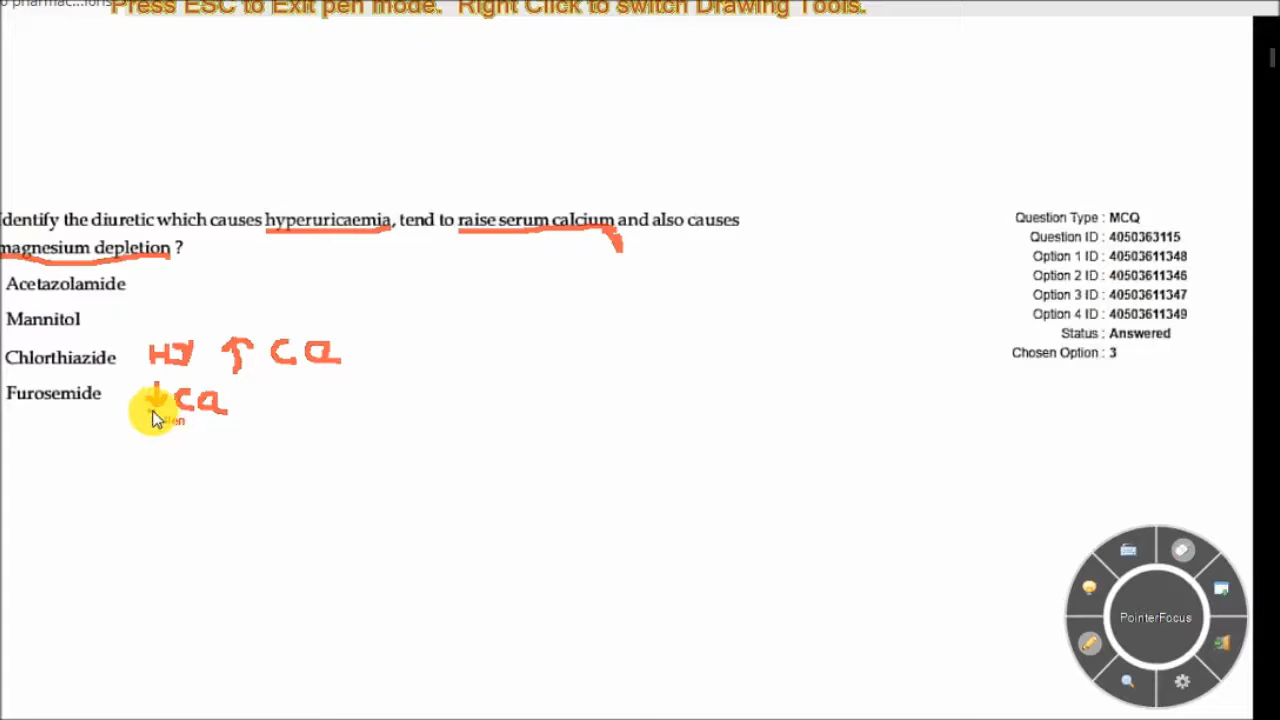 pharmac...ions
Press ESC to Exit pen mode. Right Click to switch Drawing Tools.
dentify the diuretic which causes hyperuricaemia, tend to raise serum calcium and also causes
magnesium depletion ?
Acetazolamide
Mannitol
Chlorthiazide Hy ↑ Ca
Furosemide ↓ Ca
Question Type : MCQ
Question ID : 4050363115
Option 1 ID : 40503611348
Option 2 ID : 40503611346
Option 3 ID : 40503611347
Option 4 ID : 40503611349
Status : Answered
Chosen Option : 3
PointerFocus